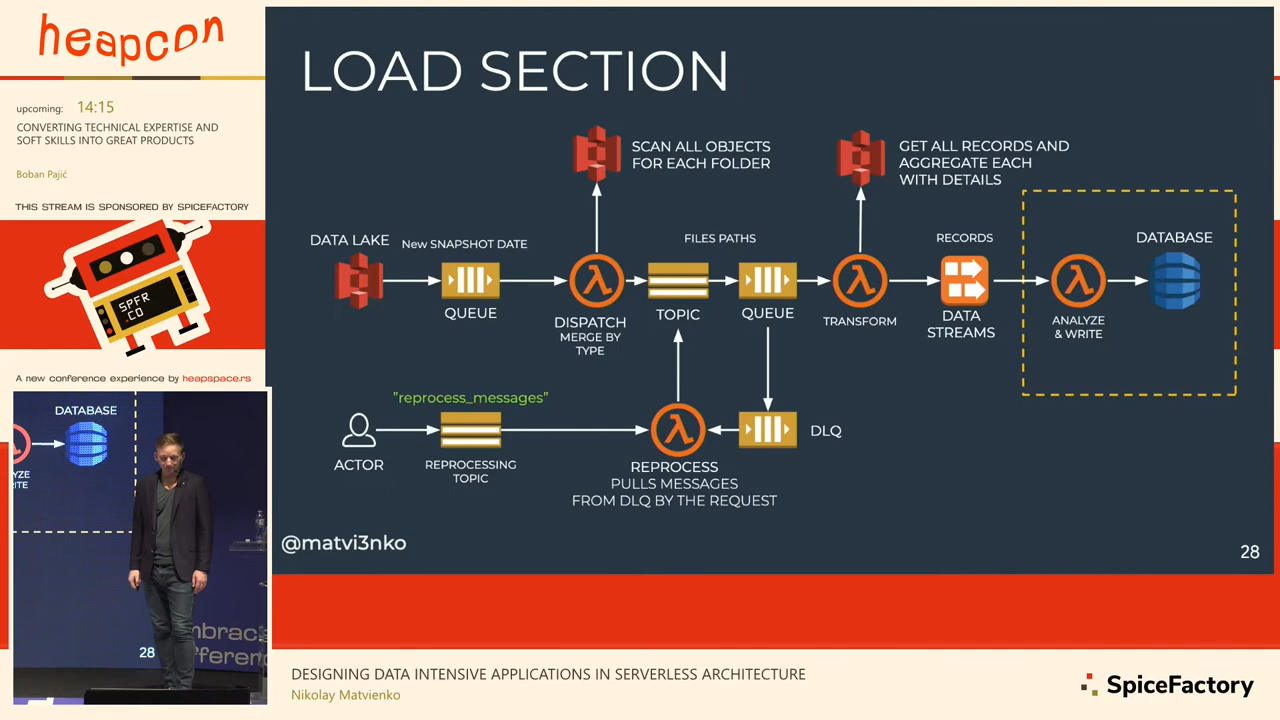 heapcon
upcoming: 14:15
CONVERTING TECHNICAL EXPERTISE AND
SOFT SKILLS INTO GREAT PRODUCTS
Boban Pajić
THIS STREAM IS SPONSORED BY SPICEFACTORY
SPFR
.CO
A new conference experience by heapspace.rs
LOAD SECTION
SCAN ALL OBJECTS
FOR EACH FOLDER
GET ALL RECORDS AND
AGGREGATE EACH
WITH DETAILS
DATA LAKE
New SNAPSHOT DATE
FILES PATHS
RECORDS
DATABASE
QUEUE
DISPATCH
MERGE BY
TYPE
TOPIC
QUEUE
TRANSFORM
DATA
STREAMS
ANALYZE
& WRITE
"reprocess_messages"
ACTOR
REPROCESSING
TOPIC
REPROCESS
PULLS MESSAGES
FROM DLQ BY THE REQUEST
DLQ
@matvi3nko
28
DATABASE
YZE
ITE
28
mbrac
fferen
DESIGNING DATA INTENSIVE APPLICATIONS IN SERVERLESS ARCHITECTURE
Nikolay Matvienko
SpiceFactory